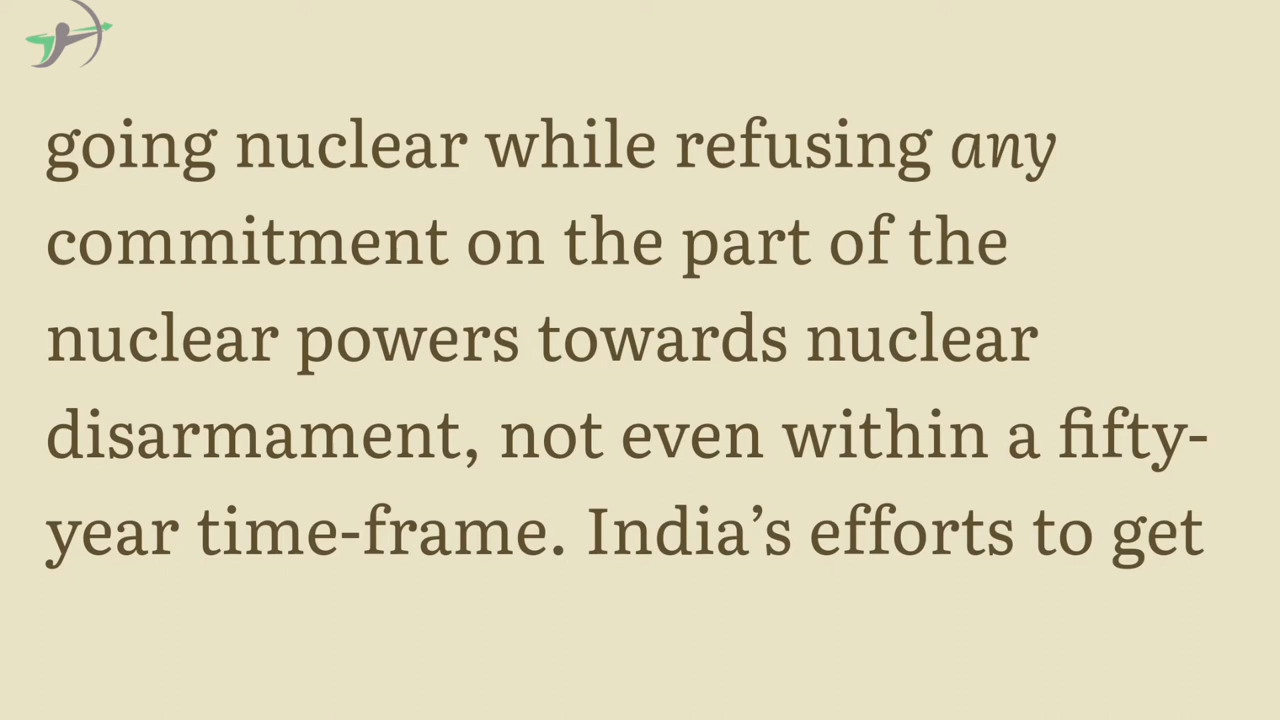 going nuclear while refusing any
commitment on the part of the
nuclear powers towards nuclear
disarmament, not even within a fifty-
year time-frame. India’s efforts to get